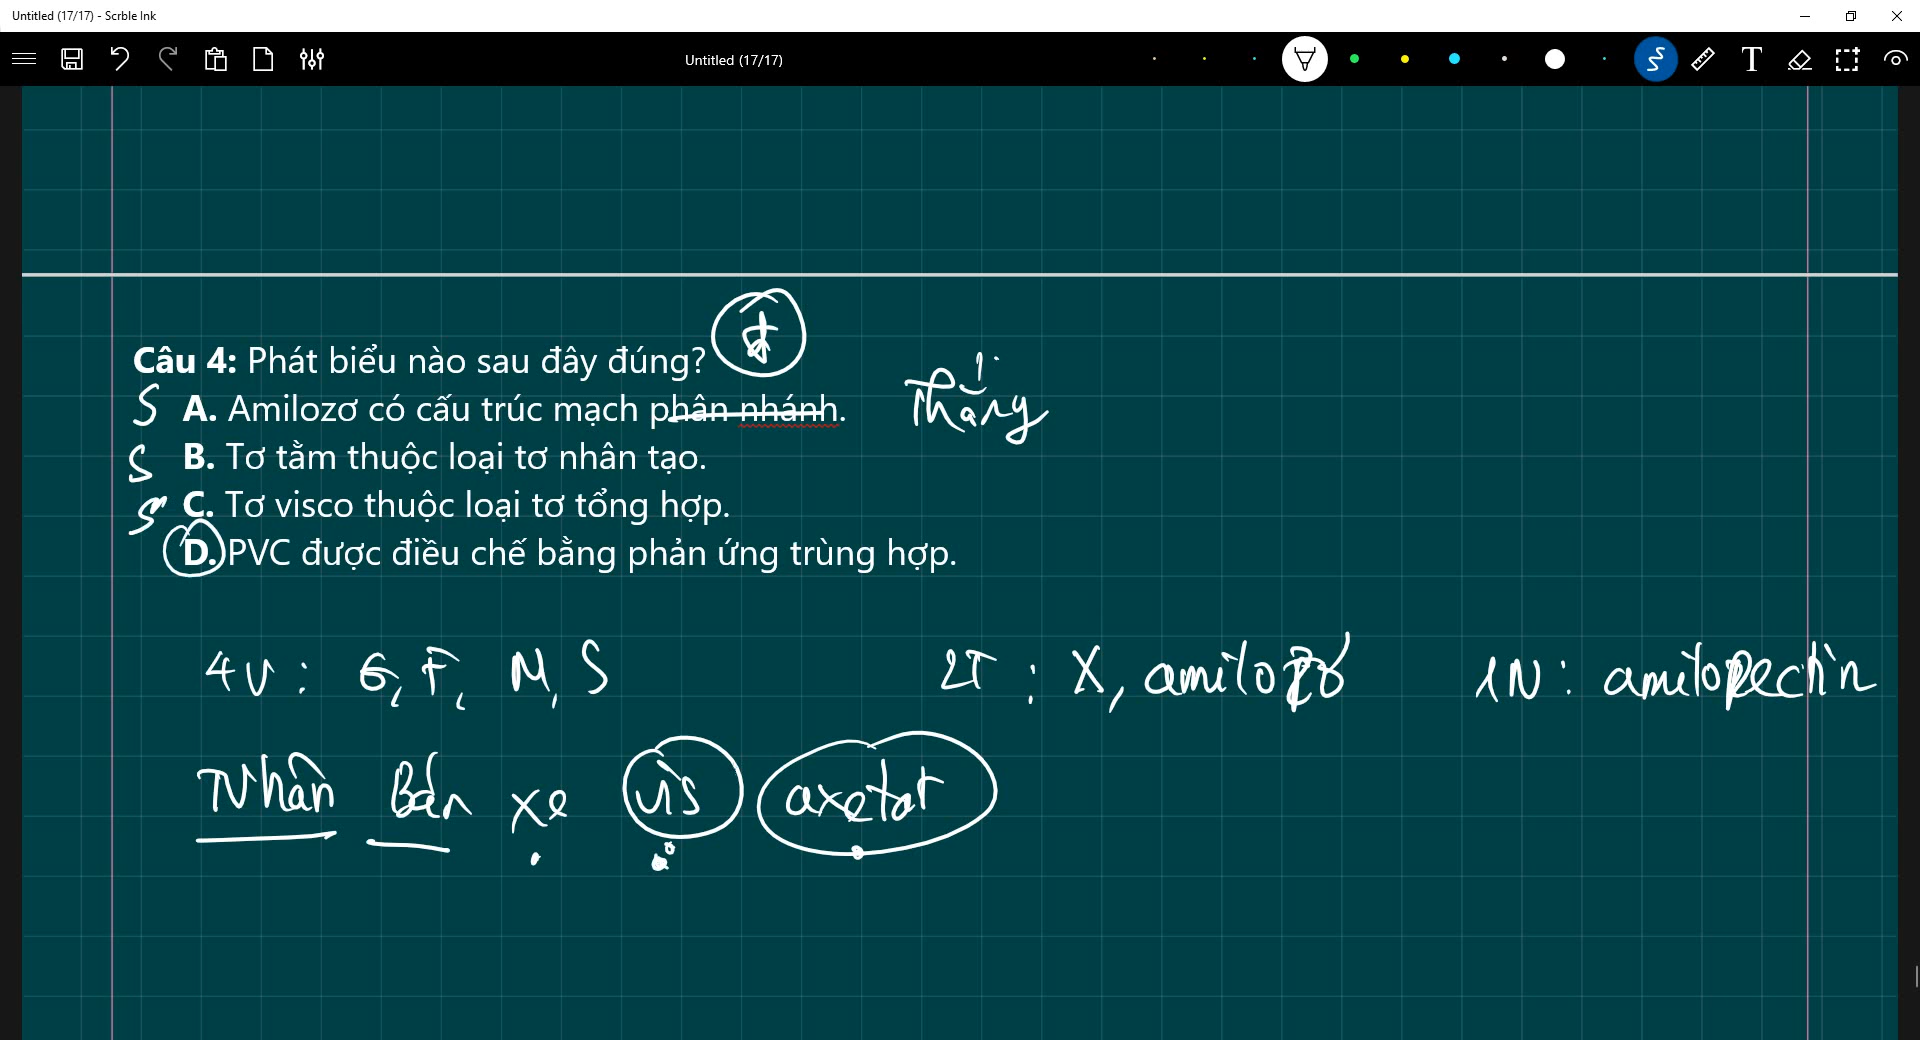 Untitled (17/17) - Scrble Ink
Untitled (17/17)
Câu 4: Phát biểu nào sau đây đúng? đ
S A. Amilozơ có cấu trúc mạch phân nhánh. Thẳng
S B. Tơ tằm thuộc loại tơ nhân tạo.
S C. Tơ visco thuộc loại tơ tổng hợp.
D. PVC được điều chế bằng phản ứng trùng hợp.
4V: G, F, M, S 2T: X, amilozơ 1N: amilopectin
Nhân Bán xe vis axetat